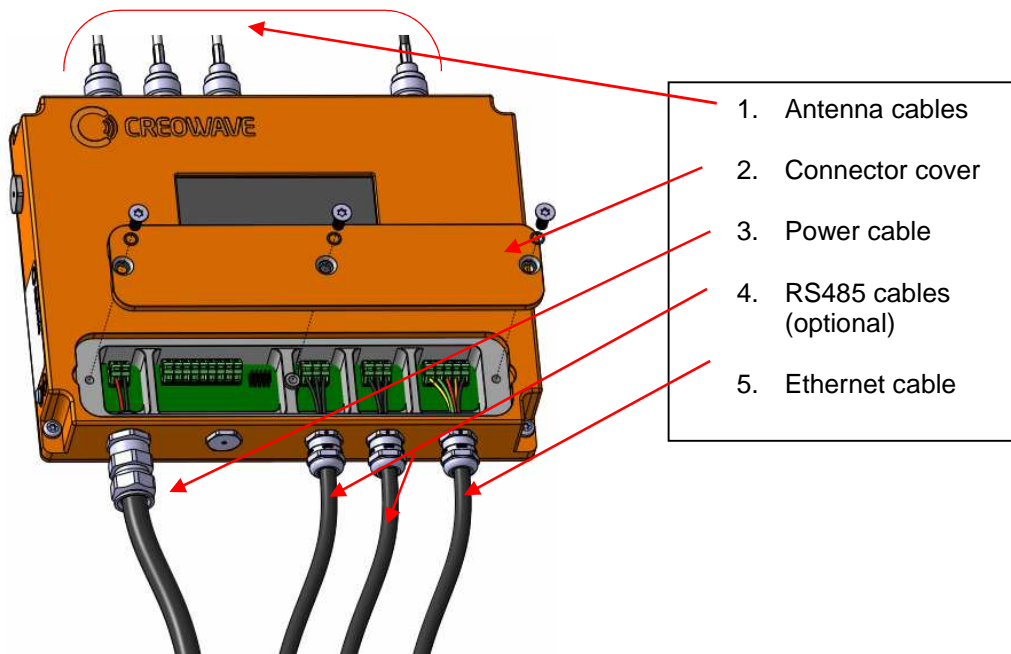 CREOWAVE
1. Antenna cables
2. Connector cover
3. Power cable
4. RS485 cables
(optional)
5. Ethernet cable